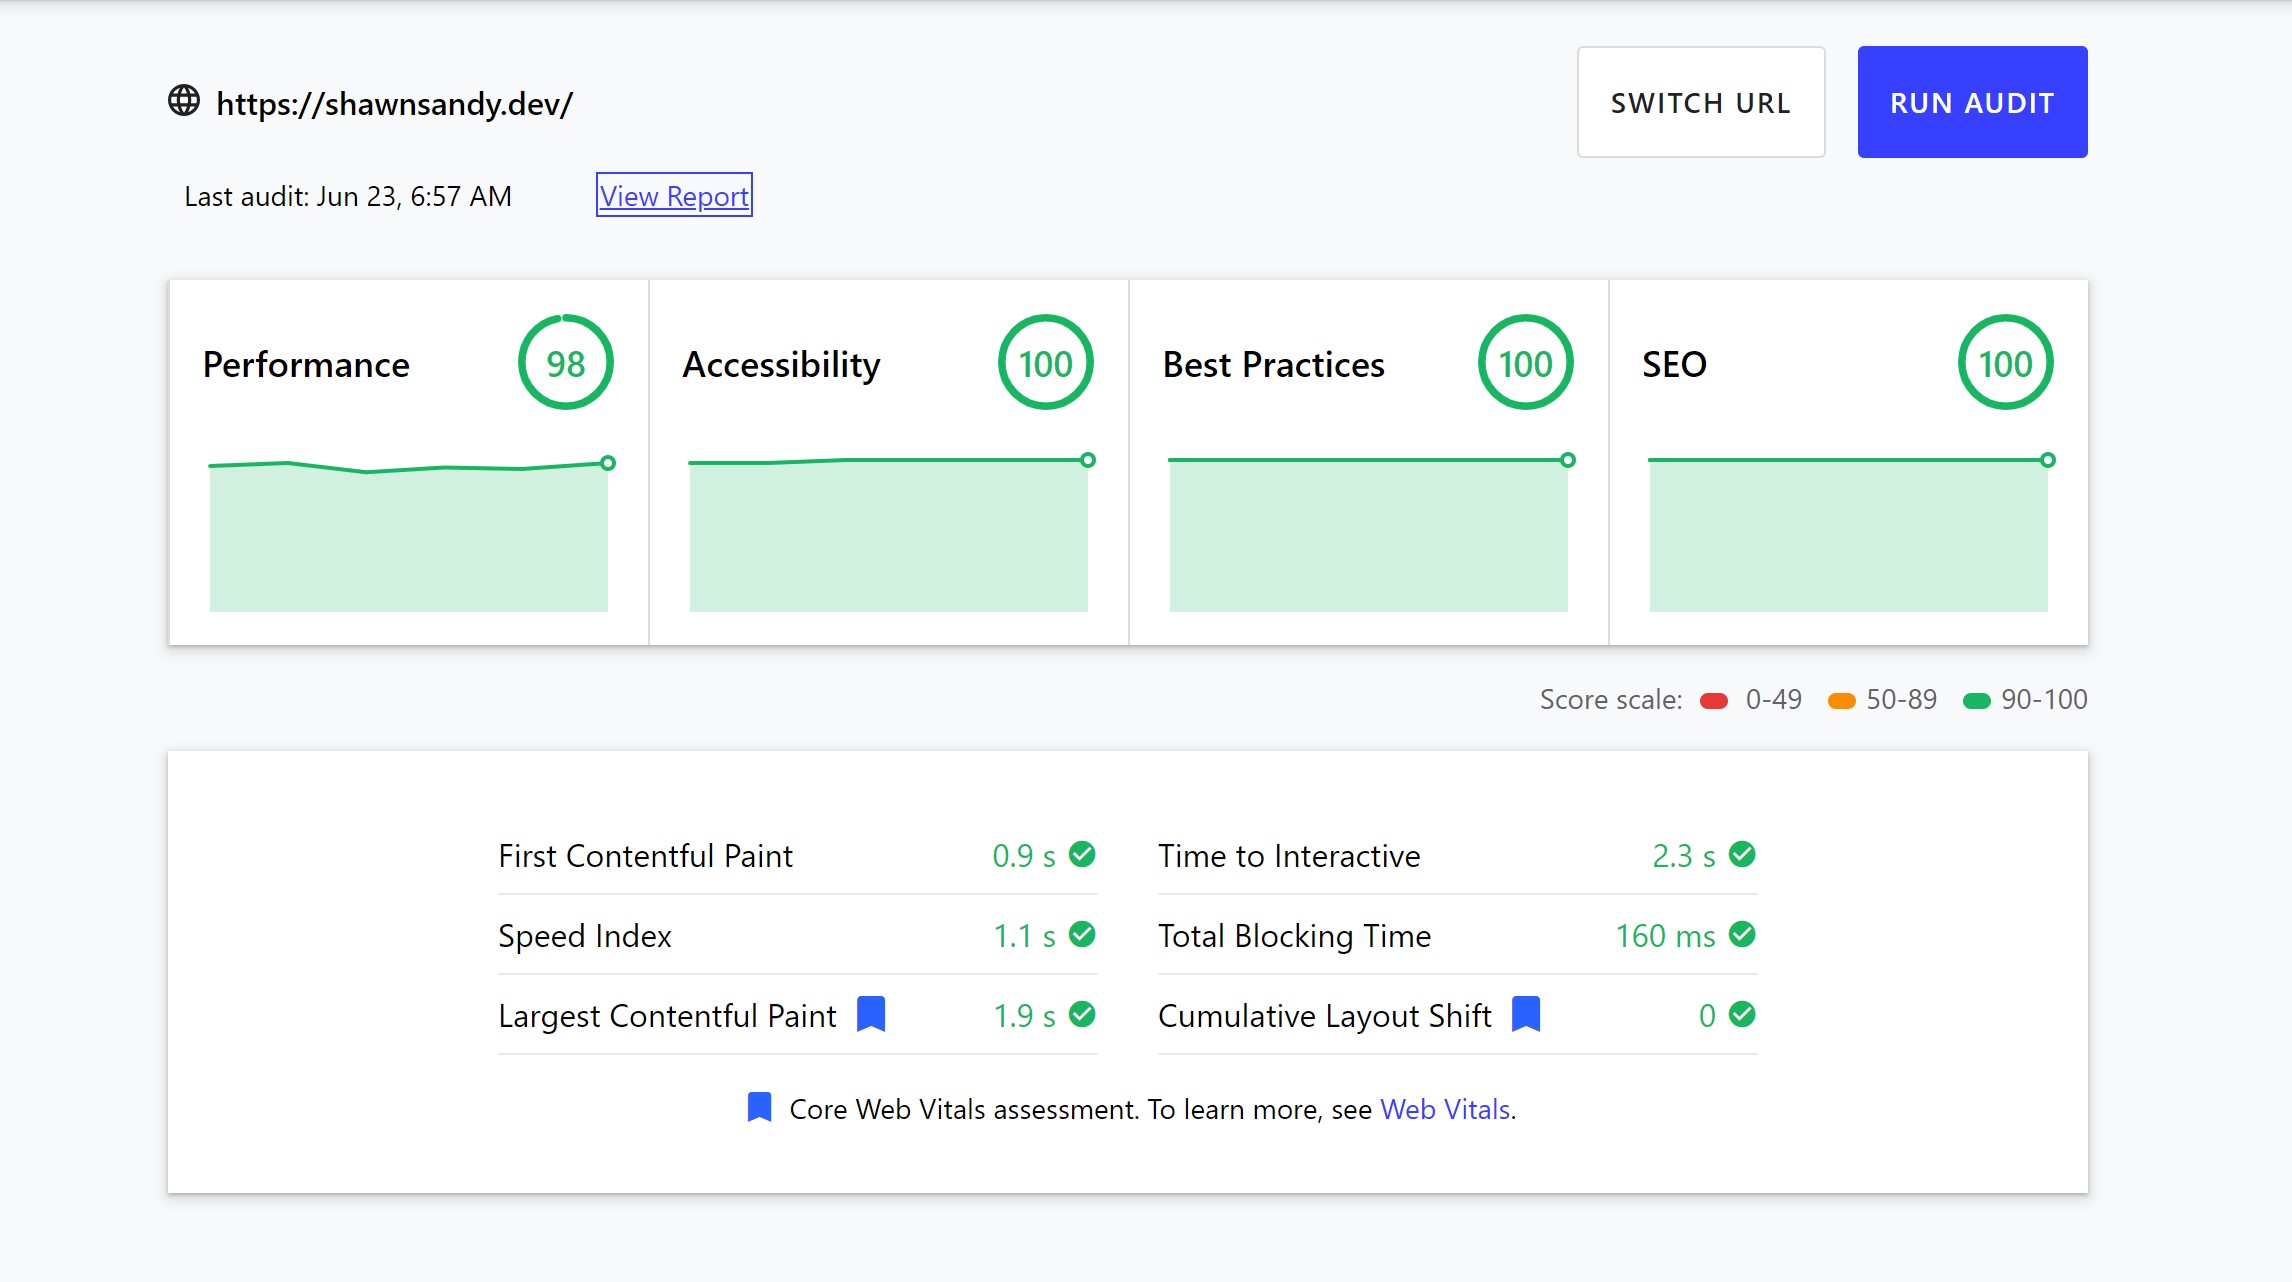 https://shawnsandy.dev/
SWITCH URL
RUN AUDIT
Last audit: Jun 23, 6:57 AM
View Report
Performance
98
Accessibility
100
Best Practices
100
SEO
100
Score scale: 0-49 50-89 90-100
First Contentful Paint 0.9 s
Time to Interactive 2.3 s
Speed Index 1.1 s
Total Blocking Time 160 ms
Largest Contentful Paint 1.9 s
Cumulative Layout Shift 0
Core Web Vitals assessment. To learn more, see Web Vitals.